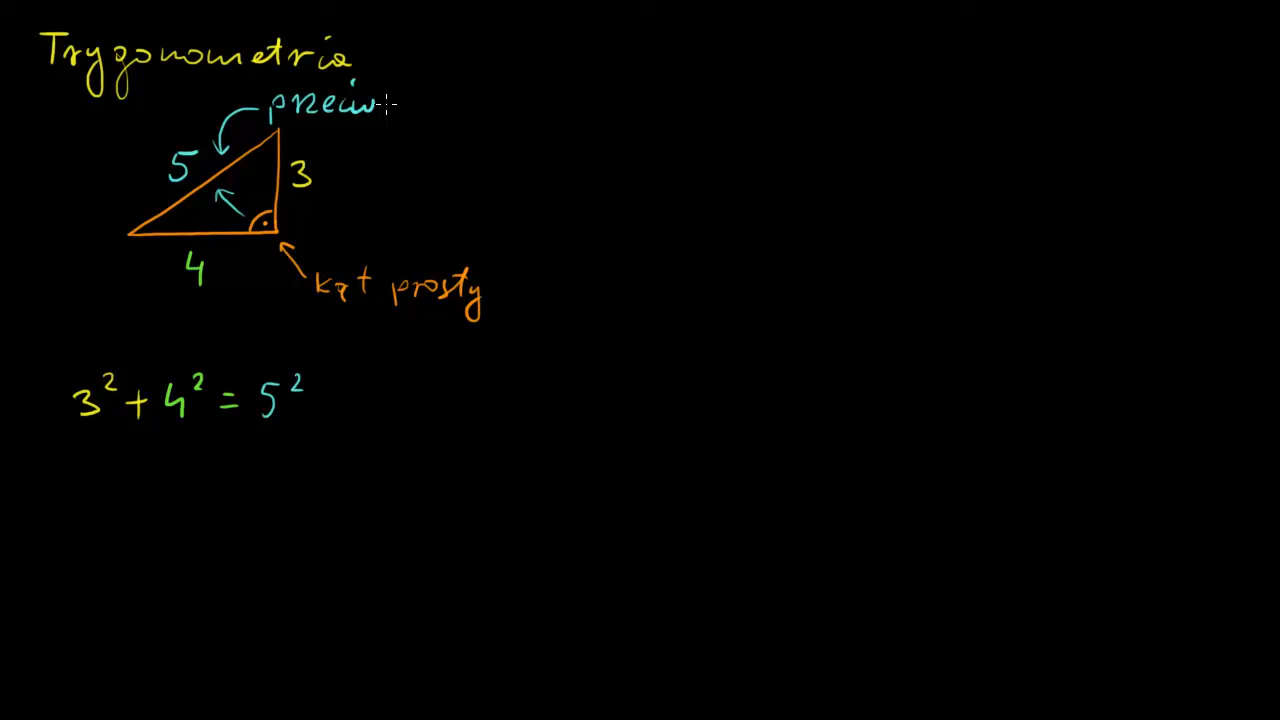 Trygonometria
przeciw
5
3
4
kąt prosty
3² + 4² = 5²